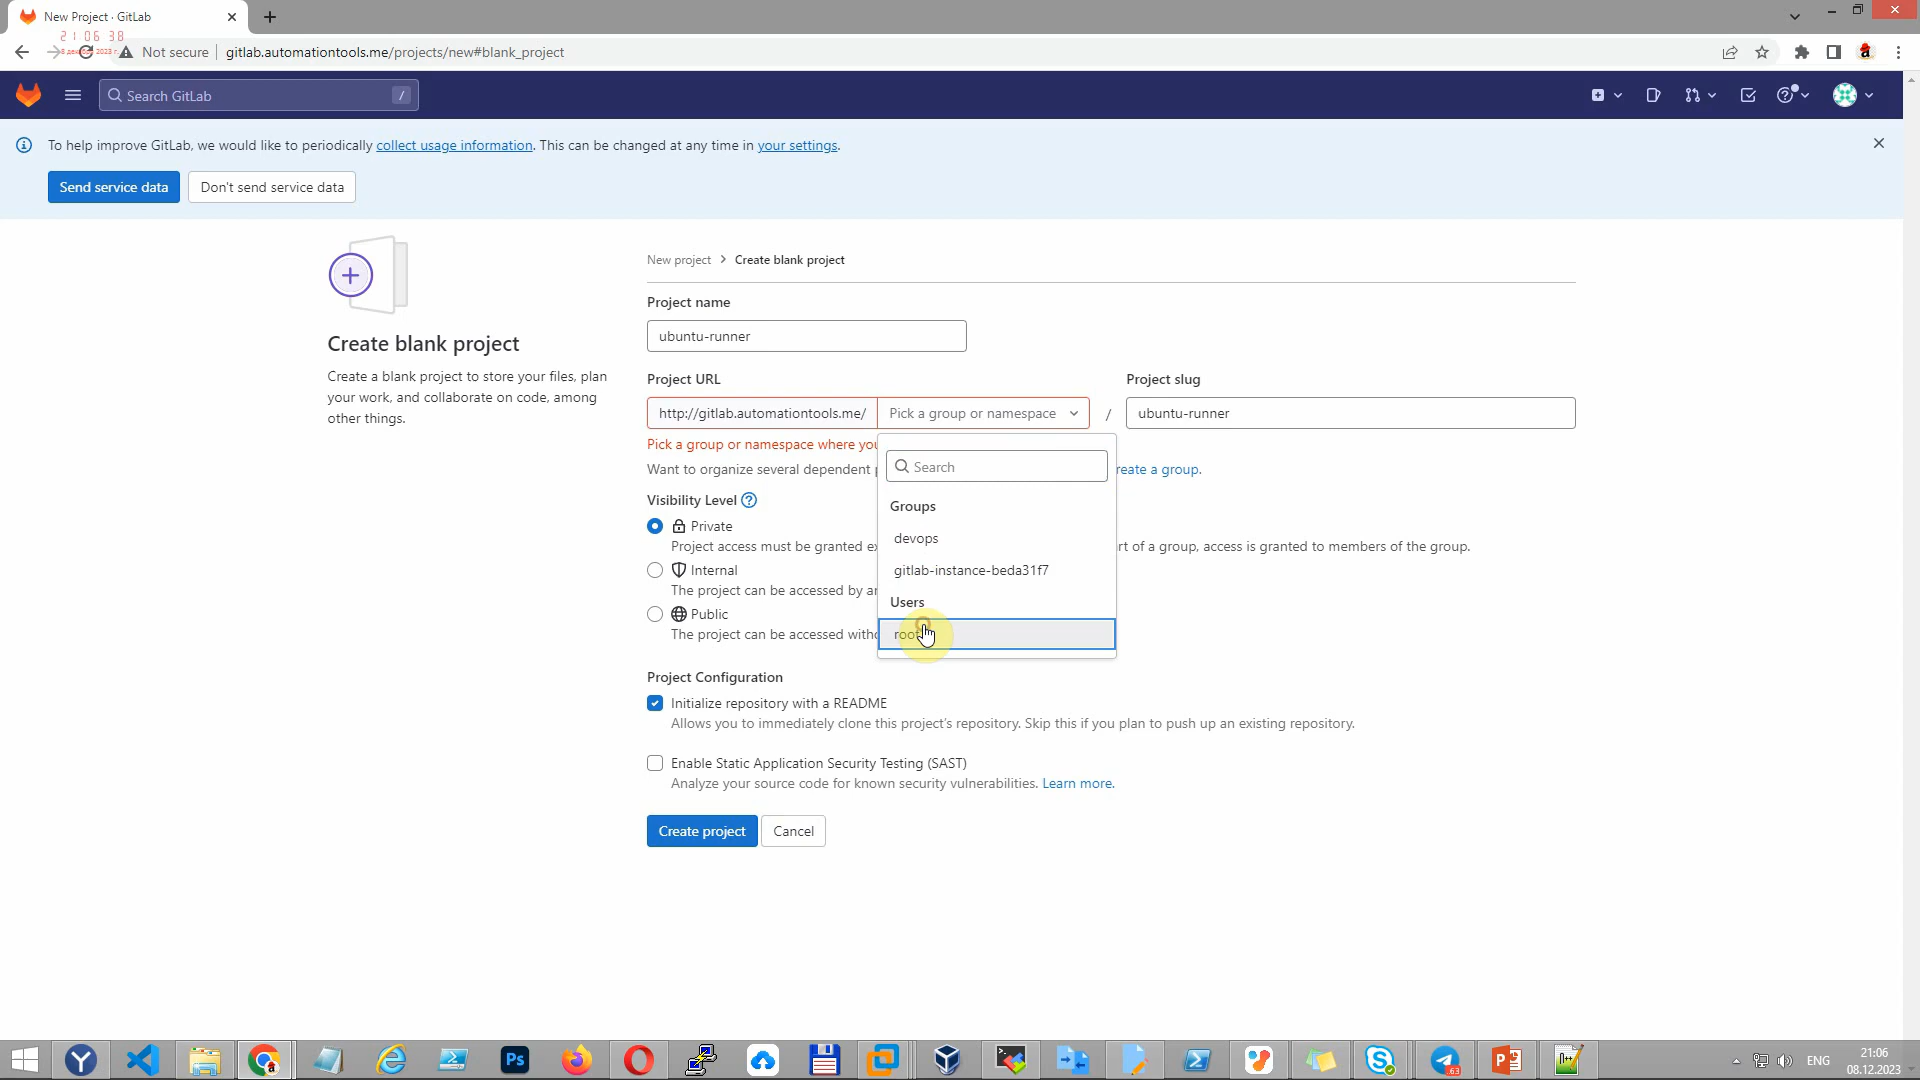 New Project · GitLab
21 06 38
Not secure
gitlab.automationtools.me/projects/new#blank_project
Search GitLab
/
To help improve GitLab, we would like to periodically collect usage information. This can be changed at any time in your settings.
Send service data
Don't send service data
New project > Create blank project
Create blank project
Create a blank project to store your files, plan
your work, and collaborate on code, among
other things.
Project name
ubuntu-runner
Project URL
Project slug
http://gitlab.automationtools.me/
Pick a group or namespace
/
ubuntu-runner
Pick a group or namespace where you
Want to organize several dependent
reate a group.
Search
Groups
devops
gitlab-instance-beda31f7
Users
root
Visibility Level
Private
Project access must be granted
rt of a group, access is granted to members of the group.
Internal
The project can be accessed by
Public
The project can be accessed
Project Configuration
Initialize repository with a README
Allows you to immediately clone this project's repository. Skip this if you plan to push up an existing repository.
Enable Static Application Security Testing (SAST)
Analyze your source code for known security vulnerabilities. Learn more.
Create project
Cancel
Ps
63
ENG
21:06
08.12.2023